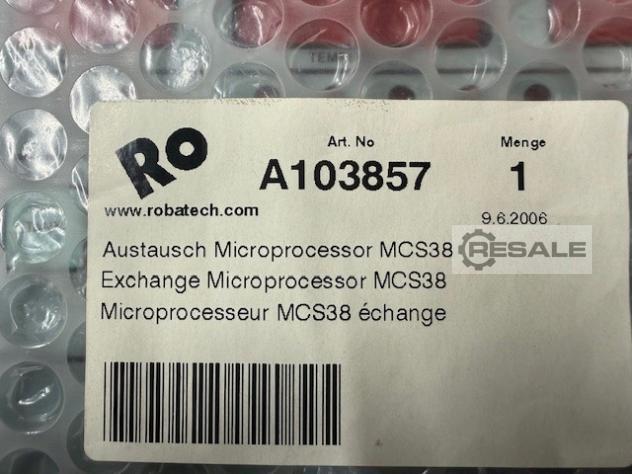 TEM
RO
Art. No
Menge
A103857
1
www.robatech.com
9.6.2006
Austausch Microprocessor MCS38
RESALE
Exchange Microprocessor MCS38
Microprocesseur MCS38 échange